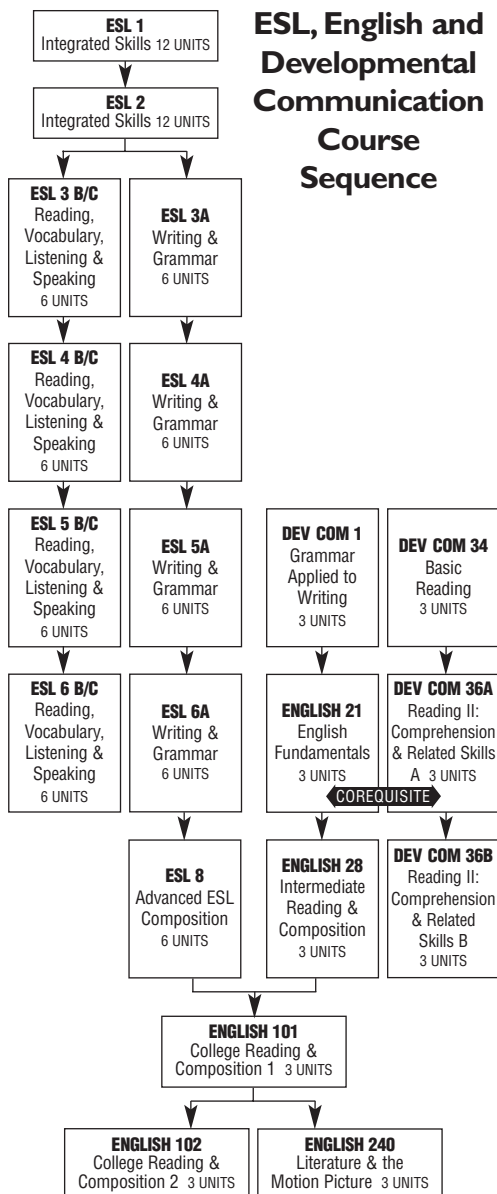 ESL, English and
Developmental
Communication
Course
Sequence
ESL 1
Integrated Skills 12 UNITS
ESL 2
Integrated Skills 12 UNITS
ESL 3 B/C
Reading,
Vocabulary,
Listening &
Speaking
6 UNITS
ESL 3A
Writing &
Grammar
6 UNITS
ESL 4 B/C
Reading,
Vocabulary,
Listening &
Speaking
6 UNITS
ESL 4A
Writing &
Grammar
6 UNITS
ESL 5 B/C
Reading,
Vocabulary,
Listening &
Speaking
6 UNITS
ESL 5A
Writing &
Grammar
6 UNITS
DEV COM 1
Grammar
Applied to
Writing
3 UNITS
DEV COM 34
Basic
Reading
3 UNITS
ESL 6 B/C
Reading,
Vocabulary,
Listening &
Speaking
6 UNITS
ESL 6A
Writing &
Grammar
6 UNITS
ENGLISH 21
English
Fundamentals
3 UNITS
DEV COM 36A
Reading II:
Comprehension
& Related Skills
A 3 UNITS
COREQUISITE
ESL 8
Advanced ESL
Composition
6 UNITS
ENGLISH 28
Intermediate
Reading &
Composition
3 UNITS
DEV COM 36B
Reading II:
Comprehension
& Related
Skills B
3 UNITS
ENGLISH 101
College Reading &
Composition 1 3 UNITS
ENGLISH 102
College Reading &
Composition 2 3 UNITS
ENGLISH 240
Literature & the
Motion Picture 3 UNITS